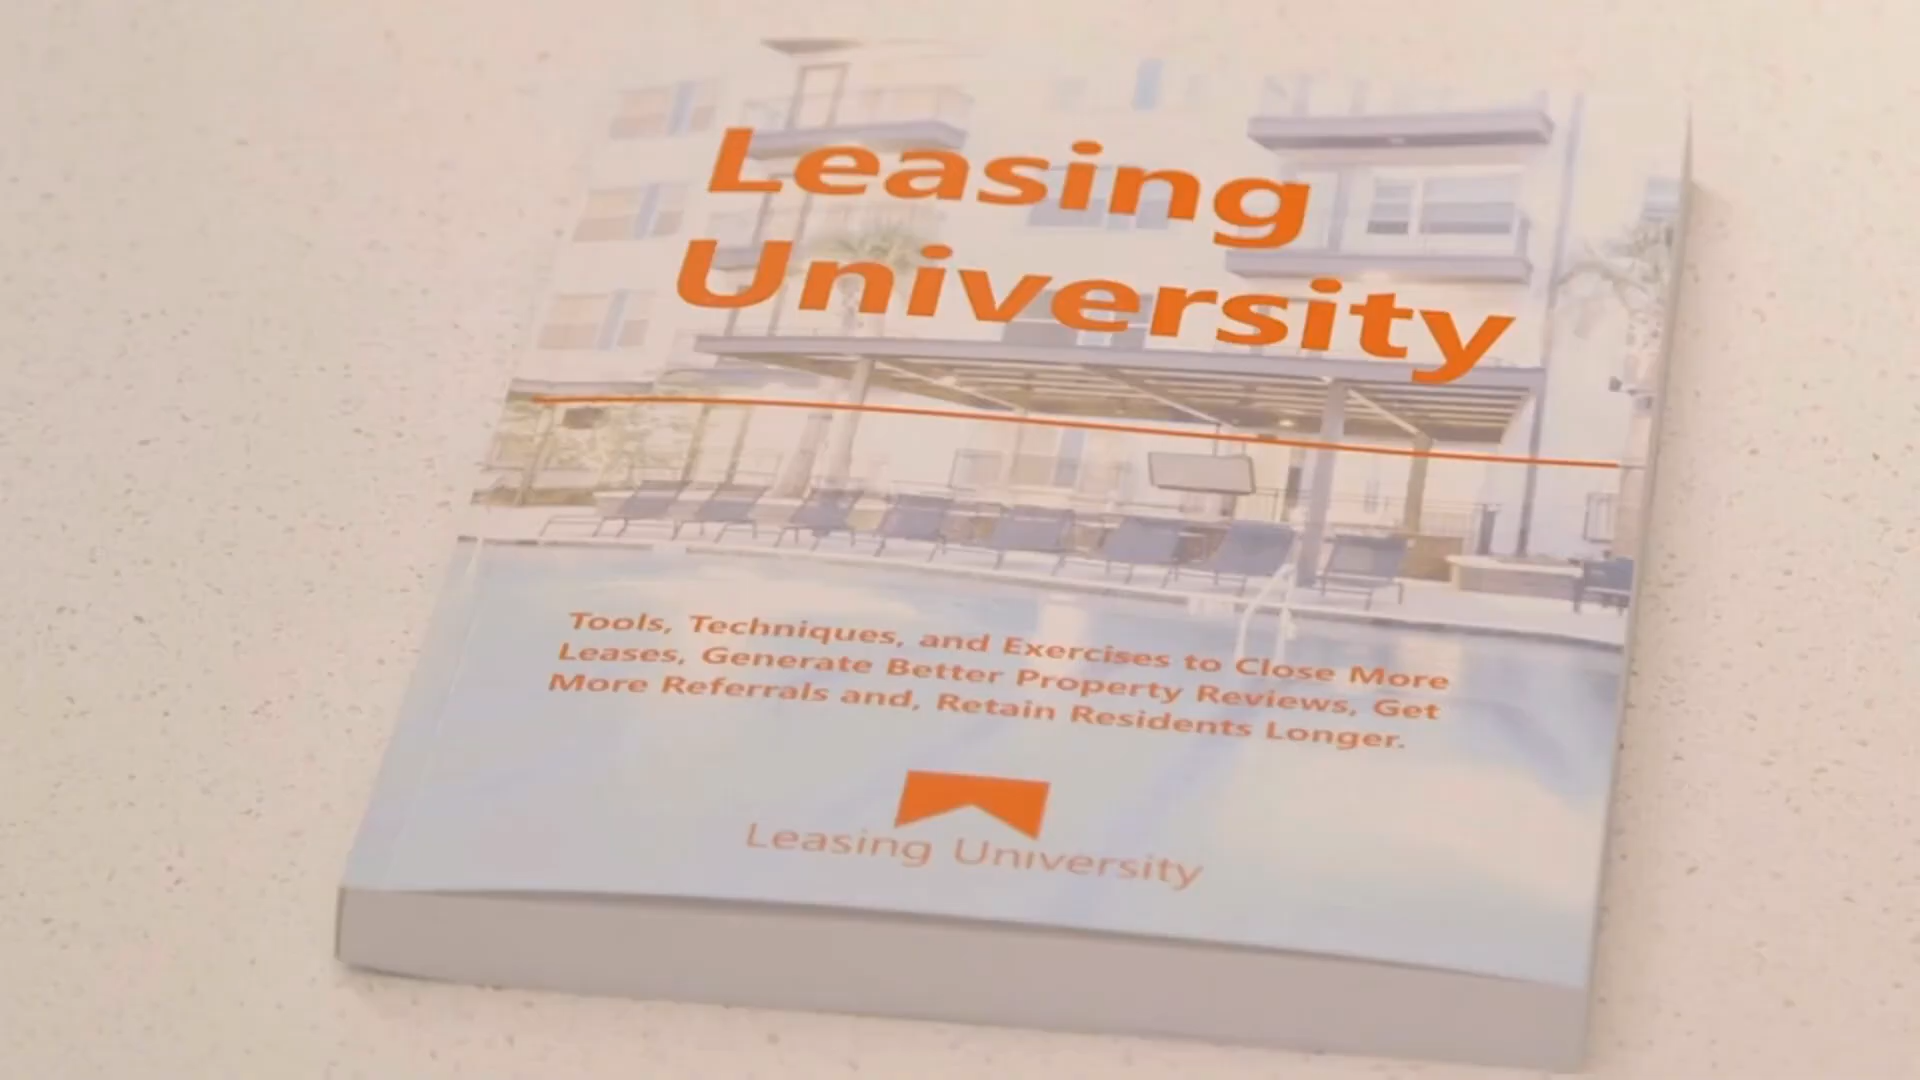 Leasing
University
Tools, Techniques, and Exercises to Close More
Leases, Generate Better Property Reviews, Get
More Referrals and, Retain Residents Longer.
Leasing University